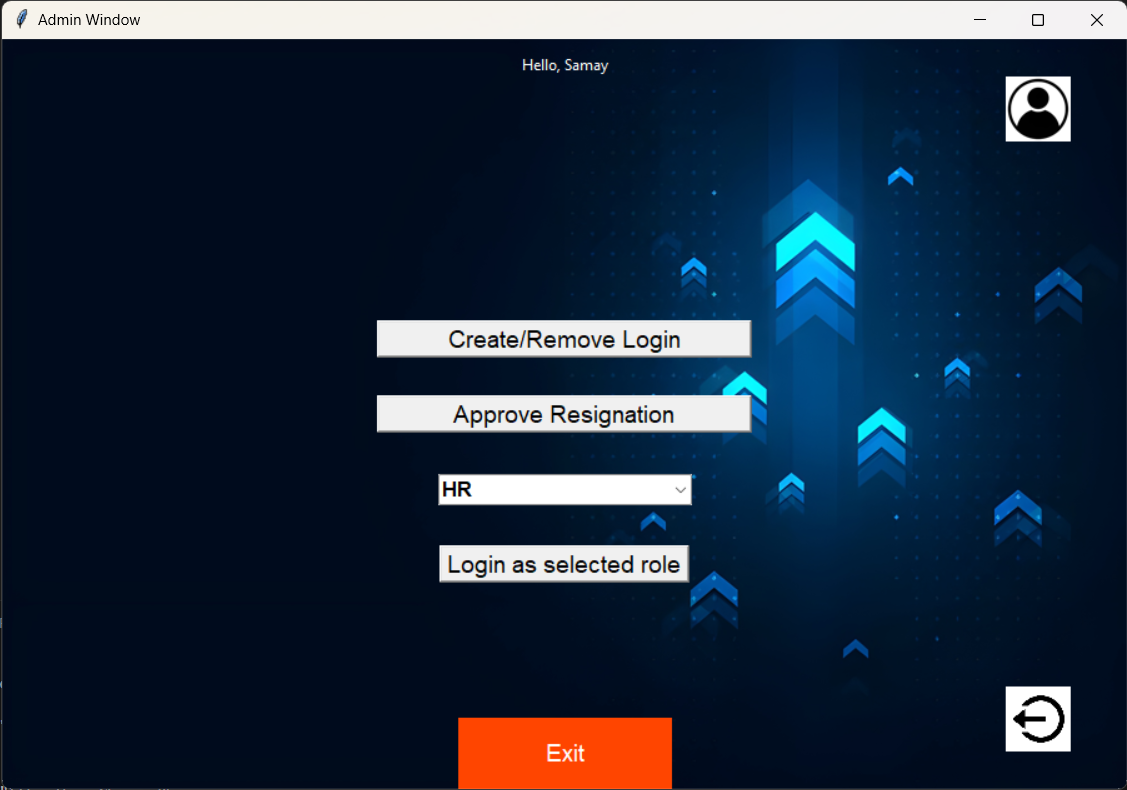 Admin Window
Hello, Samay
Create/Remove Login
Approve Resignation
HR
Login as selected role
Exit